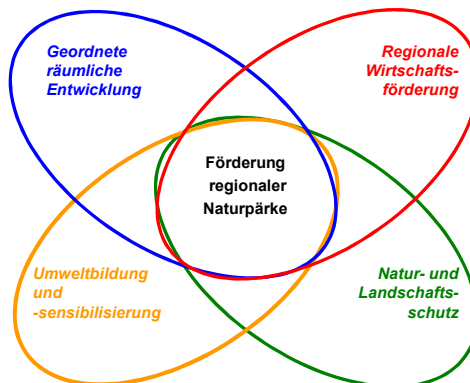 Geordnete
räumliche
Entwicklung
Regionale
Wirtschafts-
förderung
Förderung
regionaler
Naturpärke
Umweltbildung
und
-sensibilisierung
Natur- und
Landschafts-
schutz